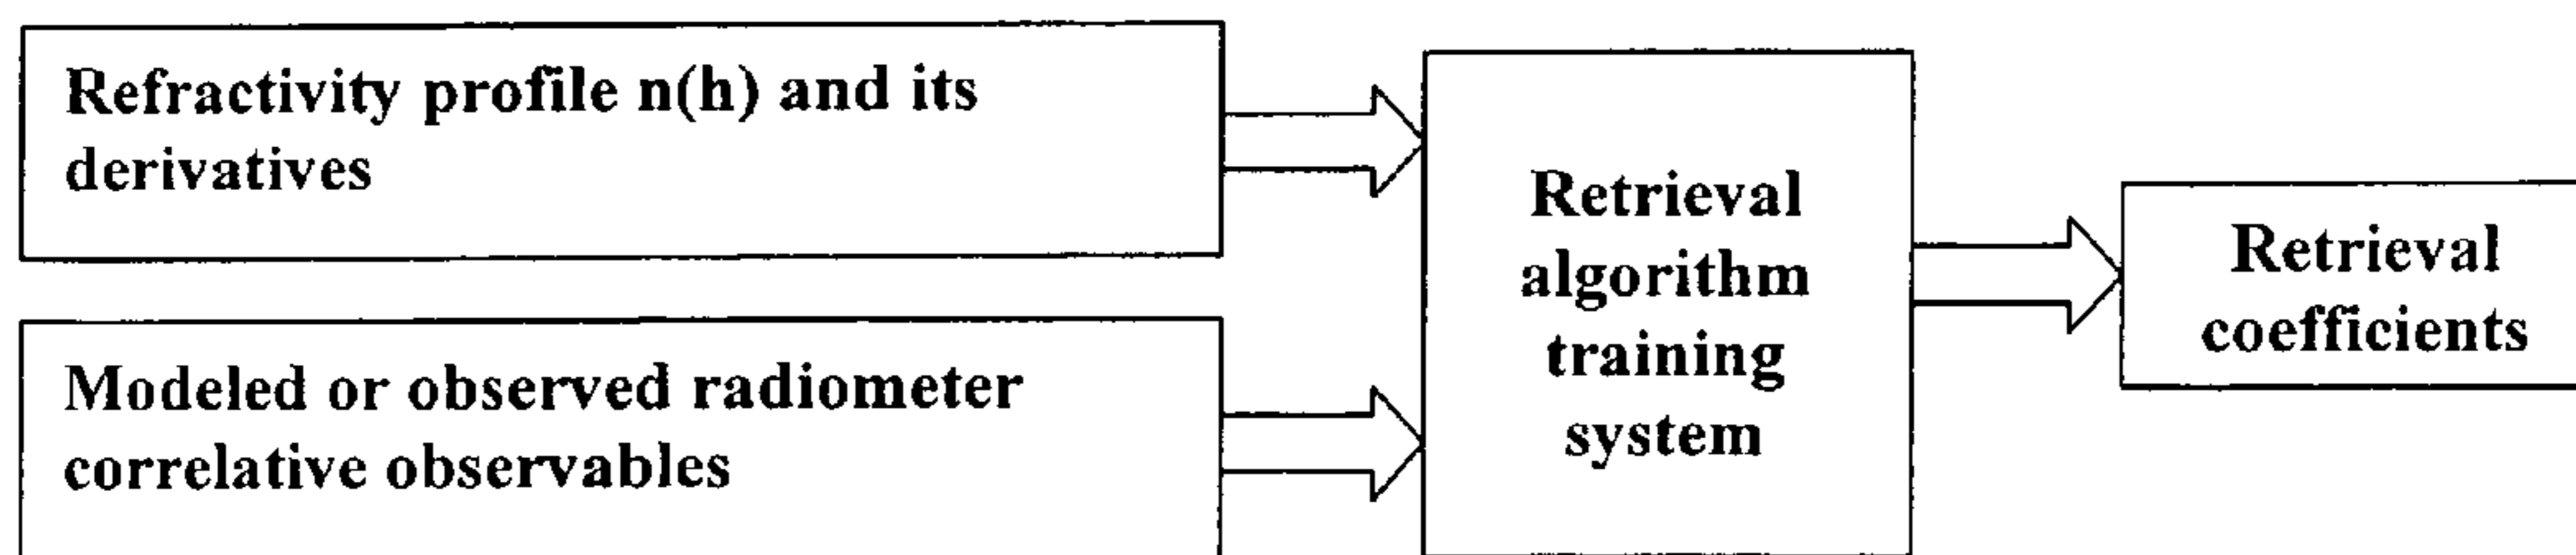 Refractivity profile n(h) and its
derivatives
Modeled or observed radiometer
correlative observables
Retrieval
algorithm
training
system
Retrieval
coefficients